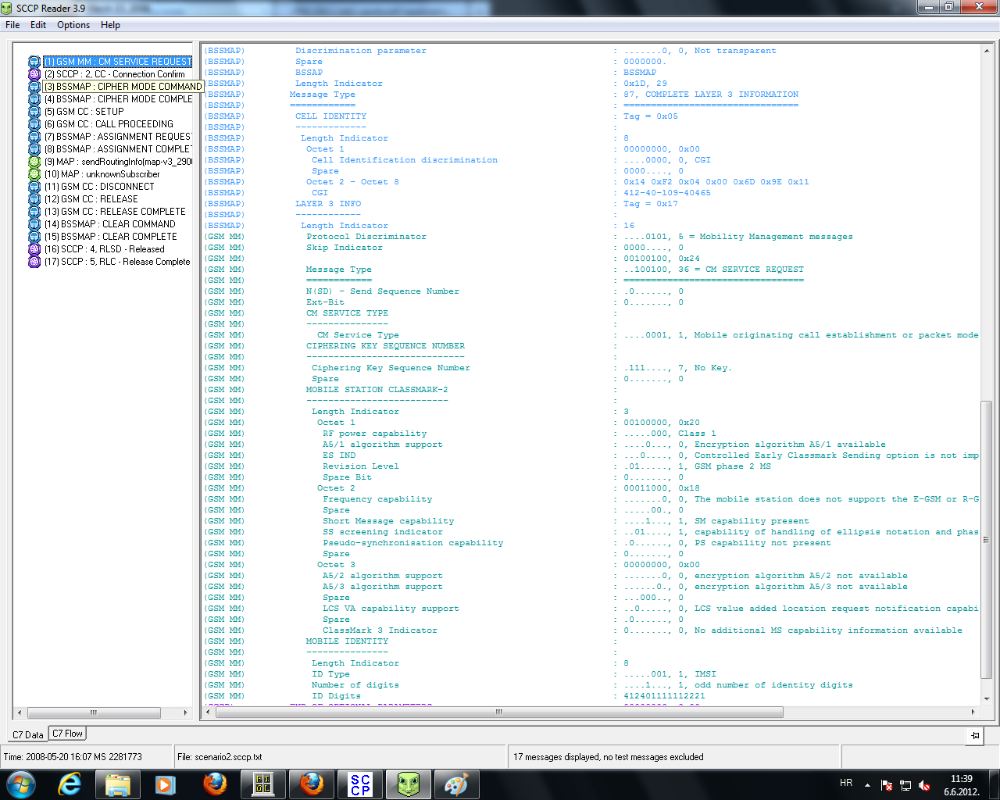 SCCP Reader 3.9
File Edit Options Help
(1) GSM MM : CM SERVICE REQUEST
(2) SCCP : 2, CC - Connection Confirm
(3) BSSMAP : CIPHER MODE COMMAND
(4) BSSMAP : CIPHER MODE COMPLE
(5) GSM CC : SETUP
(6) GSM CC : CALL PROCEEDING
(7) BSSMAP : ASSIGNMENT REQUEST
(8) BSSMAP : ASSIGNMENT COMPLET
(9) MAP : sendRoutingInfo(map-v3_290
(10) MAP : unknownSubscriber
(11) GSM CC : DISCONNECT
(12) GSM CC : RELEASE
(13) GSM CC : RELEASE COMPLETE
(14) BSSMAP : CLEAR COMMAND
(15) BSSMAP : CLEAR COMPLETE
(16) SCCP : 4, RLSD - Released
(17) SCCP : 5, RLC - Release Complete
(BSSMAP) Discrimination parameter : .......0, 0, Not transparent
(BSSMAP) Spare : 0000000.
(BSSMAP) BSSAP : BSSMAP
(BSSMAP) Length Indicator : 0x1D, 29
(BSSMAP) Message Type : 87, COMPLETE LAYER 3 INFORMATION
(BSSMAP) ============ : ================================
(BSSMAP) CELL IDENTITY : Tag = 0x05
(BSSMAP) ------------- :
(BSSMAP) Length Indicator : 8
(BSSMAP) Octet 1 : 00000000, 0x00
(BSSMAP) Cell Identification discrimination : ....0000, 0, CGI
(BSSMAP) Spare : 0000...., 0
(BSSMAP) Octet 2 - Octet 8 : 0x14 0xF2 0x04 0x00 0x6D 0x9E 0x11
(BSSMAP) CGI : 412-40-109-40465
(BSSMAP) LAYER 3 INFO : Tag = 0x17
(BSSMAP) ------------ :
(BSSMAP) Length Indicator : 16
(GSM MM) Protocol Discriminator : ....0101, 5 = Mobility Management messages
(GSM MM) Skip Indicator : 0000...., 0
(GSM MM) : 00100100, 0x24
(GSM MM) Message Type : ..100100, 36 = CM SERVICE REQUEST
(GSM MM) ============ : =================================
(GSM MM) N(SD) - Send Sequence Number : .0......, 0
(GSM MM) Ext-Bit : 0......., 0
(GSM MM) CM SERVICE TYPE :
(GSM MM) --------------- :
(GSM MM) CM Service Type : ....0001, 1, Mobile originating call establishment or packet mode
(GSM MM) CIPHERING KEY SEQUENCE NUMBER :
(GSM MM) ----------------------------- :
(GSM MM) Ciphering Key Sequence Number : .111...., 7, No Key.
(GSM MM) Spare : 0......., 0
(GSM MM) MOBILE STATION CLASSMARK-2 :
(GSM MM) -------------------------- :
(GSM MM) Length Indicator : 3
(GSM MM) Octet 1 : 00100000, 0x20
(GSM MM) RF power capability : .....000, Class 1
(GSM MM) A5/1 algorithm support : ....0..., 0, Encryption algorithm A5/1 available
(GSM MM) ES IND : ...0...., 0, Controlled Early Classmark Sending option is not imp
(GSM MM) Revision Level : .01....., 1, GSM phase 2 MS
(GSM MM) Spare Bit : 0......., 0
(GSM MM) Octet 2 : 00011000, 0x18
(GSM MM) Frequency capability : .......0, 0, The mobile station does not support the E-GSM or R-G
(GSM MM) Spare : .....00., 0
(GSM MM) Short Message capability : ....1..., 1, SM capability present
(GSM MM) SS screening indicator : ..01...., 1, capability of handling of ellipsis notation and phas
(GSM MM) Pseudo-synchronisation capability : .0......, 0, PS capability not present
(GSM MM) Spare : 0......., 0
(GSM MM) Octet 3 : 00000000, 0x00
(GSM MM) A5/2 algorithm support : .......0, 0, encryption algorithm A5/2 not available
(GSM MM) A5/3 algorithm support : ......0., 0, encryption algorithm A5/3 not available
(GSM MM) Spare : ...000.., 0
(GSM MM) LCS VA capability support : ..0....., 0, LCS value added location request notification capabi
(GSM MM) Spare : .0......, 0
(GSM MM) ClassMark 3 Indicator : 0......., 0, No additional MS capability information available
(GSM MM) MOBILE IDENTITY :
(GSM MM) --------------- :
(GSM MM) Length Indicator : 8
(GSM MM) ID Type : .....001, 1, IMSI
(GSM MM) Number of digits : ....1..., 1, odd number of identity digits
(GSM MM) ID Digits : 412401111112221
(SCCP) END OF OPTIONAL PARAMETERS : 00000000, 0x00
C7 Data C7 Flow
Time: 2008-05-20 16:07 MS 2281773 File: scenario2.sccp.txt 17 messages displayed, no test messages excluded
SC
CP
HR
11:39
6.6.2012.